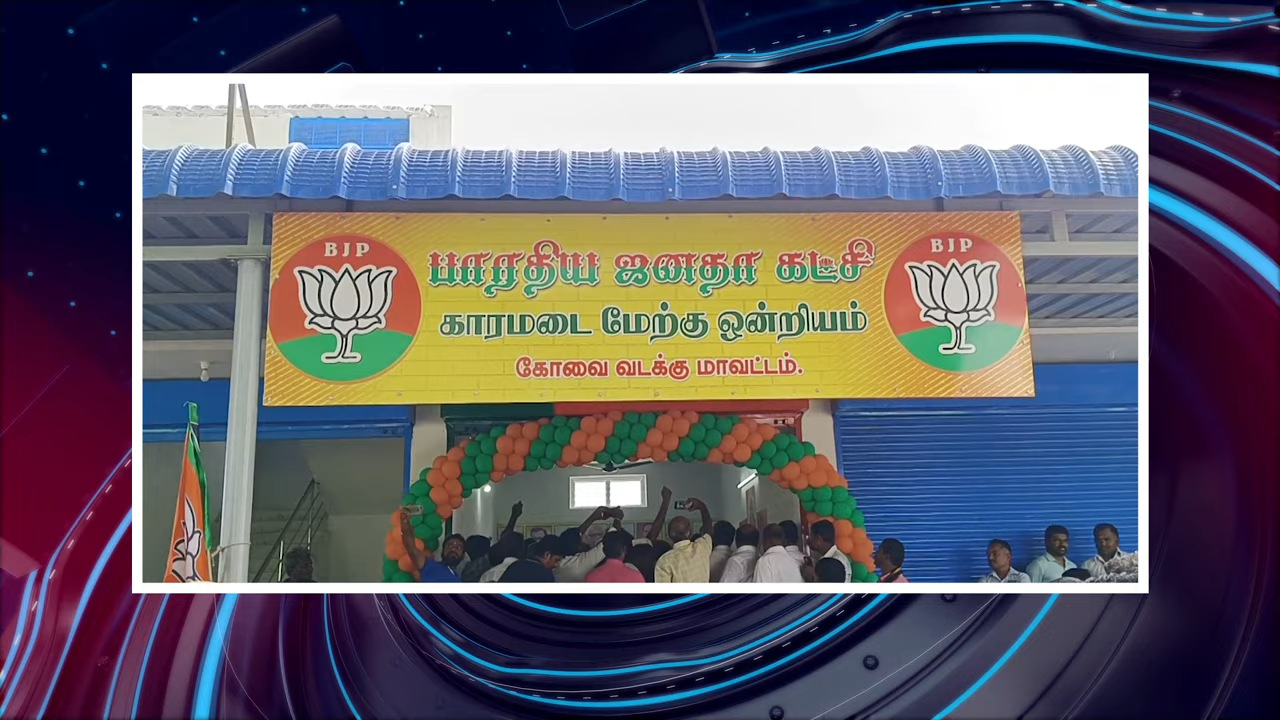 BJP
BJP
பாரதிய ஜனதா கட்சி
காரமடை மேற்கு ஒன்றியம்
கோவை வடக்கு மாவட்டம்.